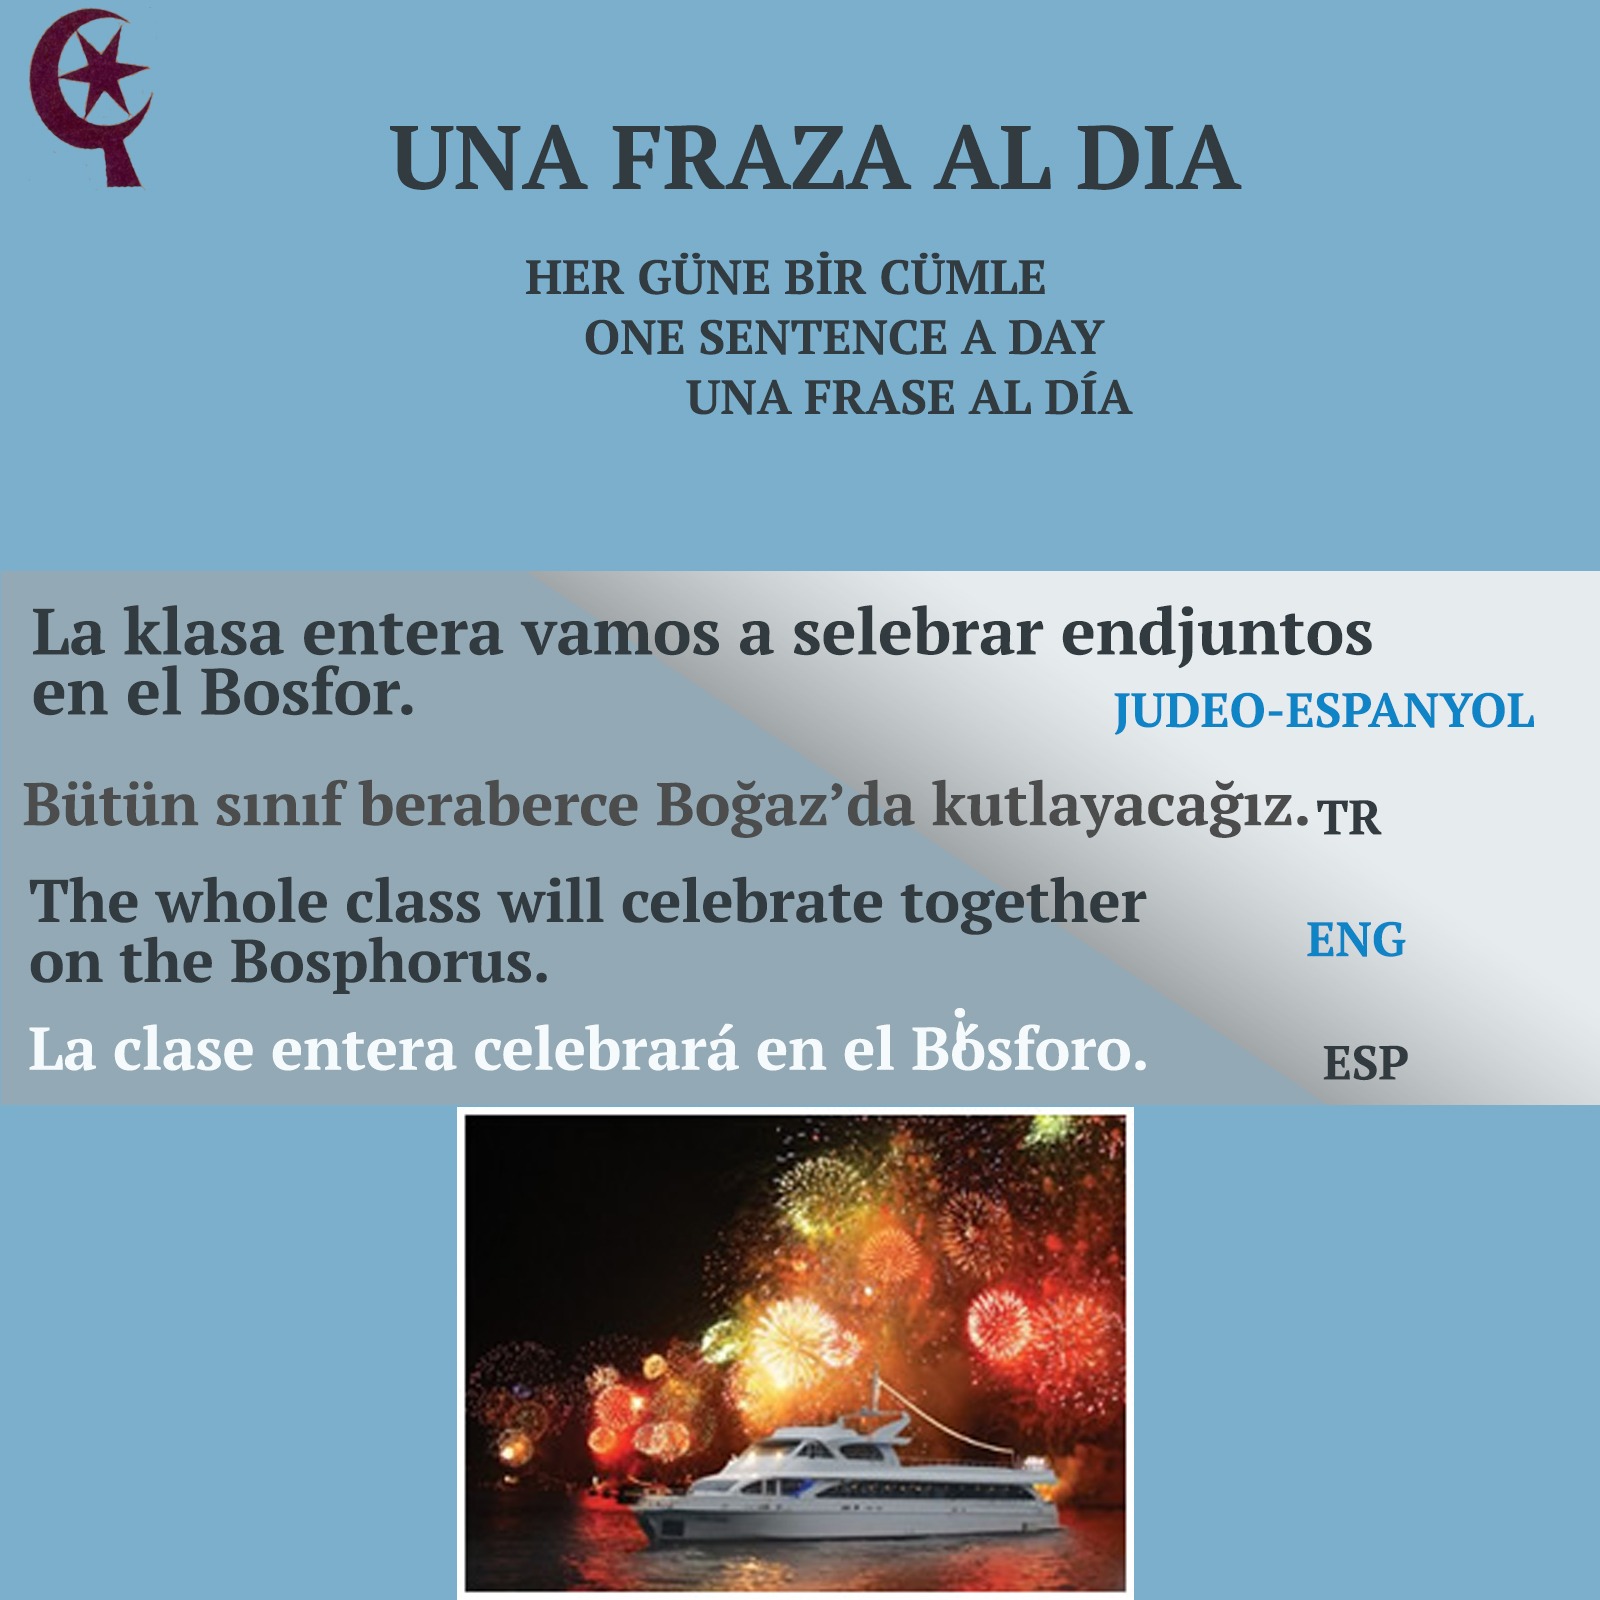 UNA FRAZA AL DIA
HER GÜNE BİR CÜMLE
ONE SENTENCE A DAY
UNA FRASE AL DÍA
La klasa entera vamos a selebrar endjuntos
en el Bosfor.
JUDEO-ESPANYOL
Bütün sınıf beraberce Boğaz’da kutlayacağız. TR
The whole class will celebrate together
on the Bosphorus.
ENG
La clase entera celebrará en el Bósforo.
ESP